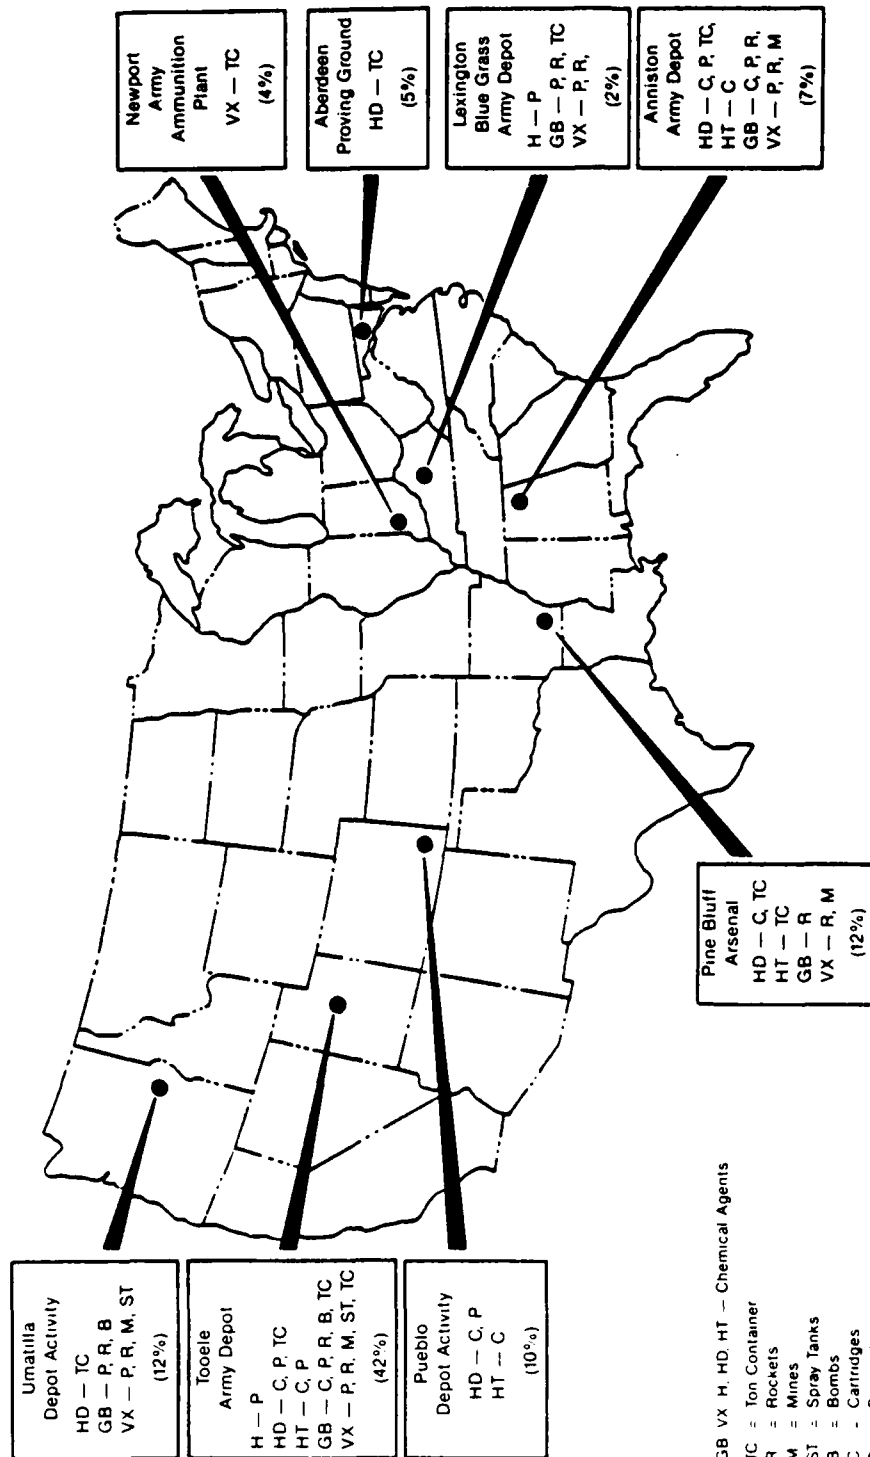 Umatilla
Depot Activity
HD — TC
GB — P, R, B
VX — P, R, M, ST
(12%)
Tooele
Army Depot
H — P
HD — C, P, TC
HT — C, P
GB — C, P, R, B, TC
VX — P, R, M, ST, TC
(42%)
Pueblo
Depot Activity
HD — C, P
HT — C
(10%)
Pine Bluff
Arsenal
HD — C, TC
HT — TC
GB — R
VX — R, M
(12%)
Newport
Army
Ammunition
Plant
VX — TC
(4%)
Aberdeen
Proving Ground
HD — TC
(5%)
Lexington
Blue Grass
Army Depot
H — P
GB — P, R, TC
VX — P, R,
(2%)
Anniston
Army Depot
HD — C, P, TC,
HT — C
GB — C, P, R,
VX — P, R, M
(7%)
GB VX H, HD, HT — Chemical Agents
TC = Ton Container
R = Rockets
M = Mines
ST = Spray Tanks
B = Bombs
C - Cartridges